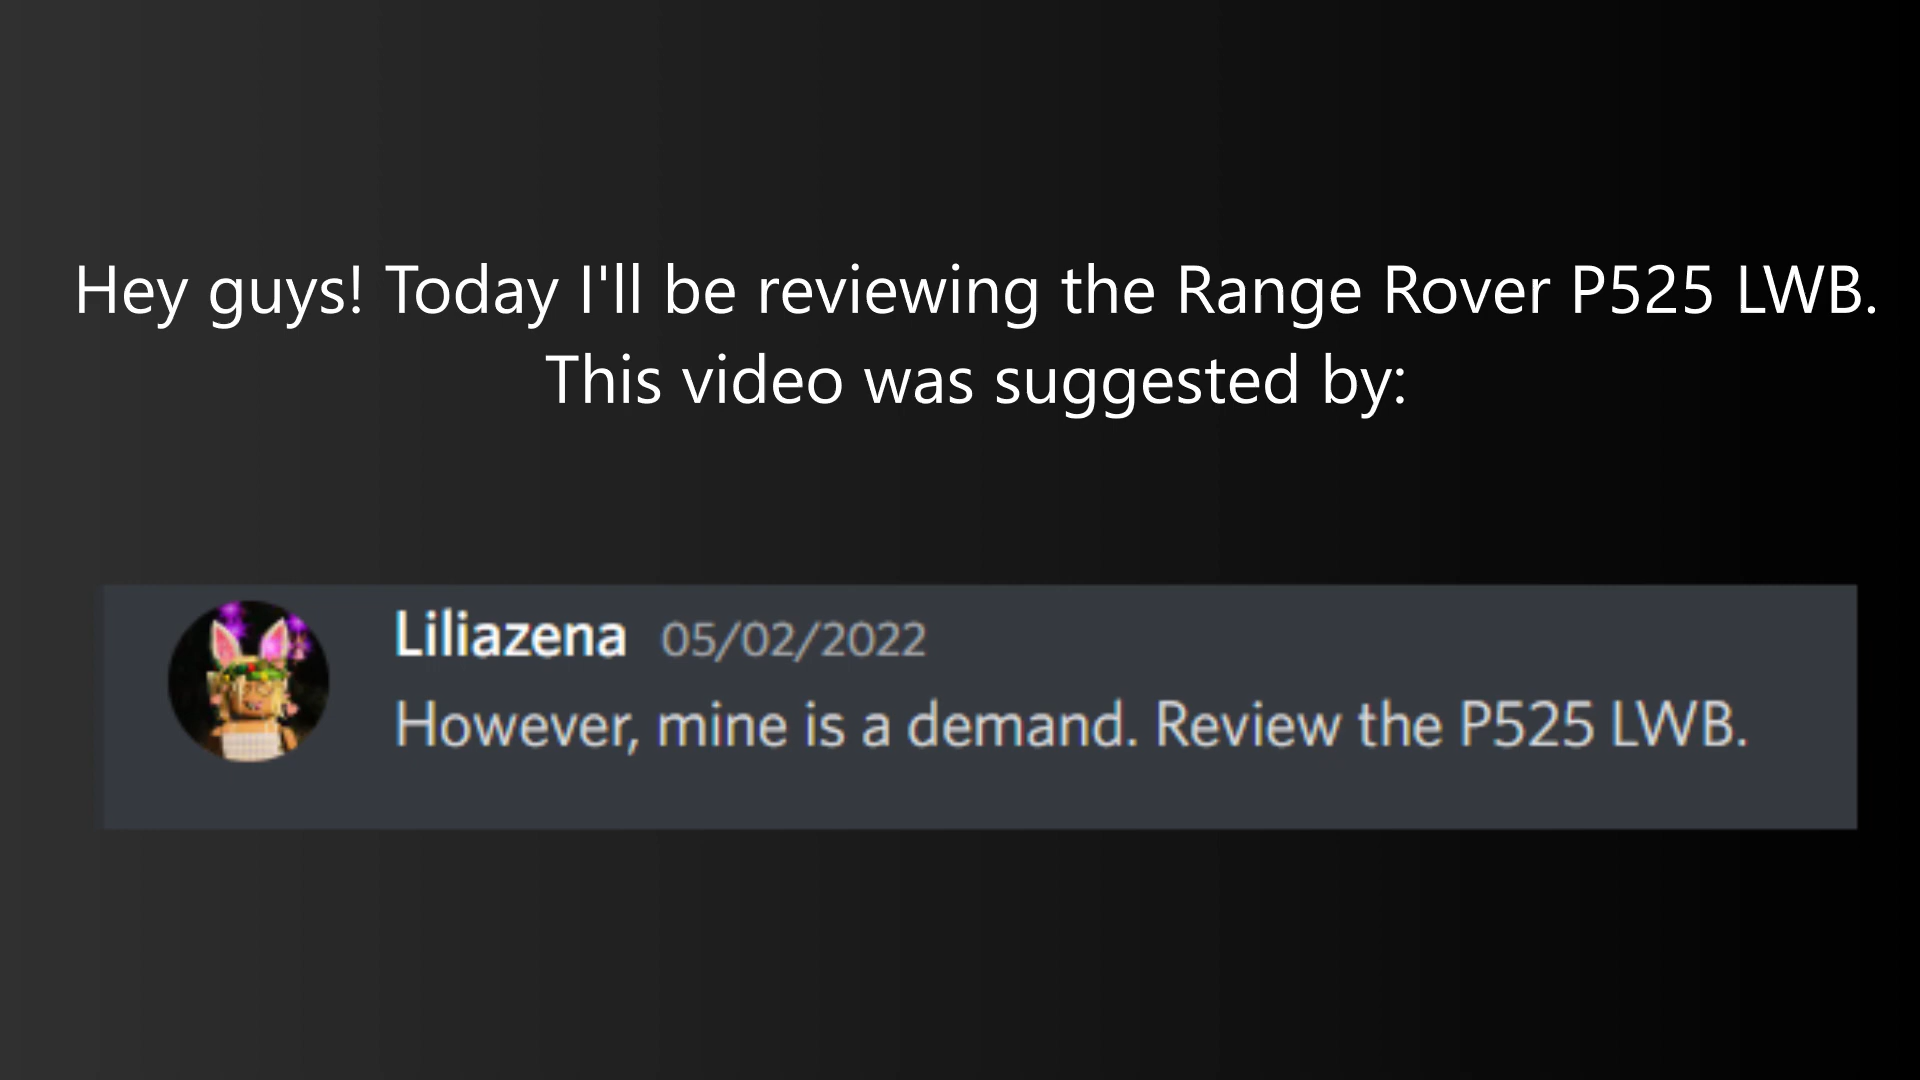 Hey guys! Today I'll be reviewing the Range Rover P525 LWB.
This video was suggested by:
Liliazena 05/02/2022
However, mine is a demand. Review the P525 LWB.